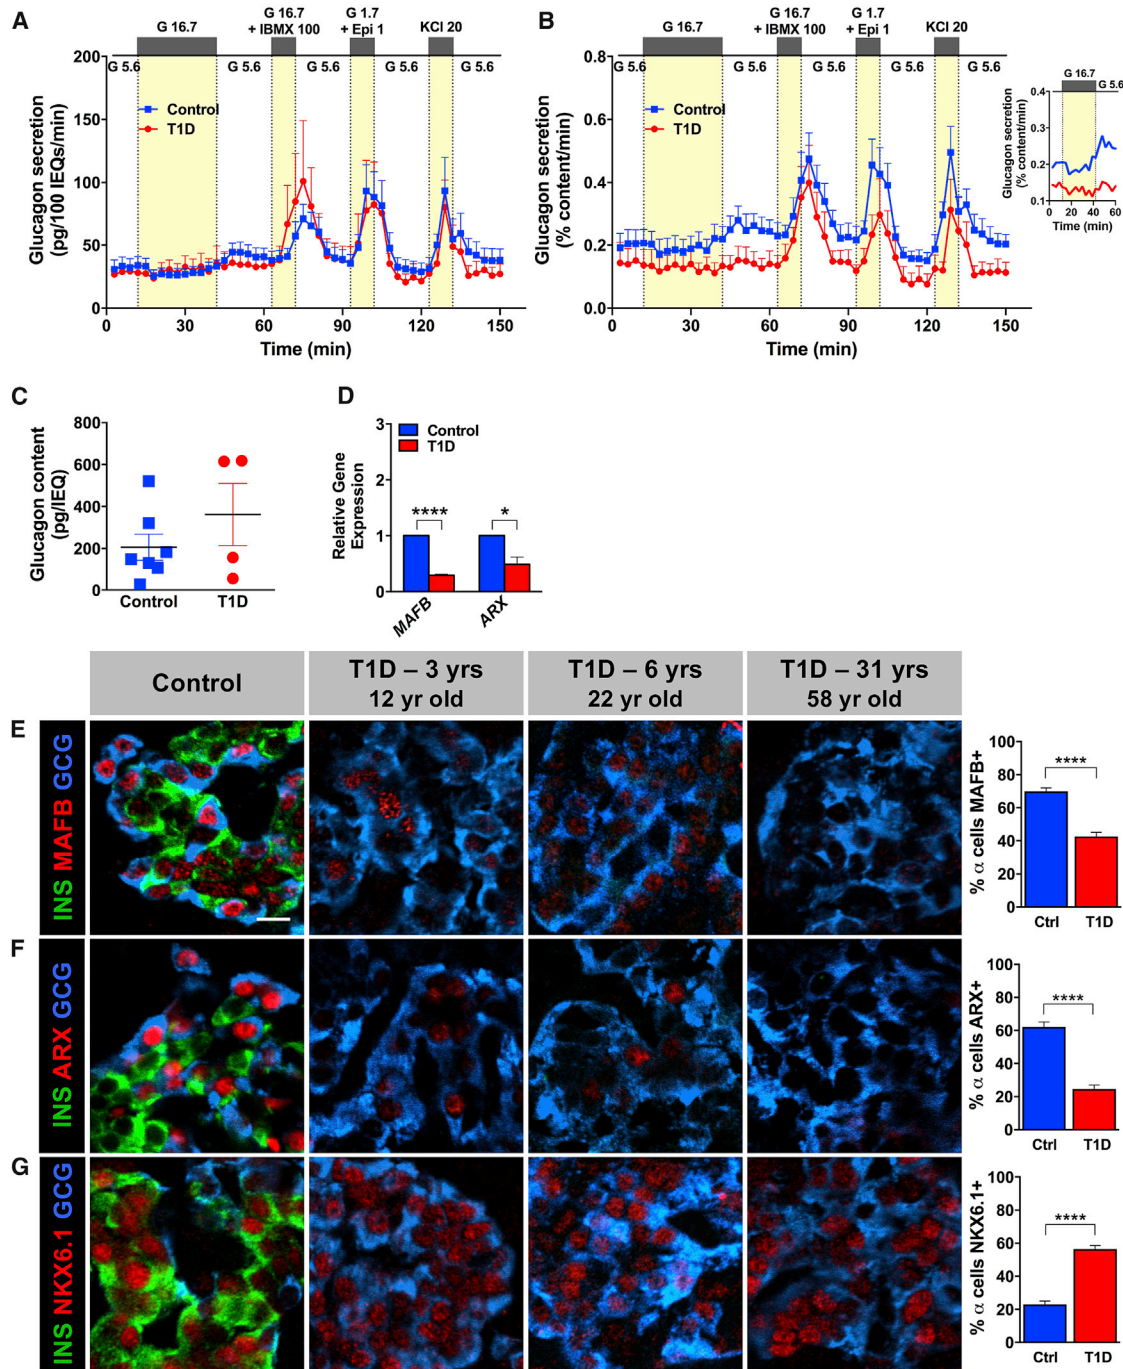 A
G 16.7
G 16.7
+ IBMX 100
G 1.7
+ Epi 1
KCl 20
G 5.6
G 5.6
G 5.6
G 5.6
G 5.6
Control
T1D
Glucagon secretion
(pg/100 IEQs/min)
200
150
100
50
0
0
30
60
90
120
150
Time (min)
B
G 16.7
G 16.7
+ IBMX 100
G 1.7
+ Epi 1
KCl 20
G 5.6
G 5.6
G 5.6
G 5.6
G 5.6
Control
T1D
Glucagon secretion
(% content/min)
0.8
0.6
0.4
0.2
0.0
0
30
60
90
120
150
Time (min)
G 16.7
G 5.6
Glucagon secretion
(% content/min)
0.4
0.3
0.2
0.1
0
20
40
60
Time (min)
C
Glucagon content
(pg/IEQ)
800
600
400
200
0
Control
T1D
D
Relative Gene
Expression
3
2
1
0
Control
T1D
****
*
MAFB
ARX
Control
T1D – 3 yrs
12 yr old
T1D – 6 yrs
22 yr old
T1D – 31 yrs
58 yr old
E
INS MAFB GCG
% α cells MAFB+
100
80
60
40
20
0
****
Ctrl
T1D
F
INS ARX GCG
% α cells ARX+
100
80
60
40
20
0
****
Ctrl
T1D
G
INS NKX6.1 GCG
% α cells NKX6.1+
100
80
60
40
20
0
****
Ctrl
T1D